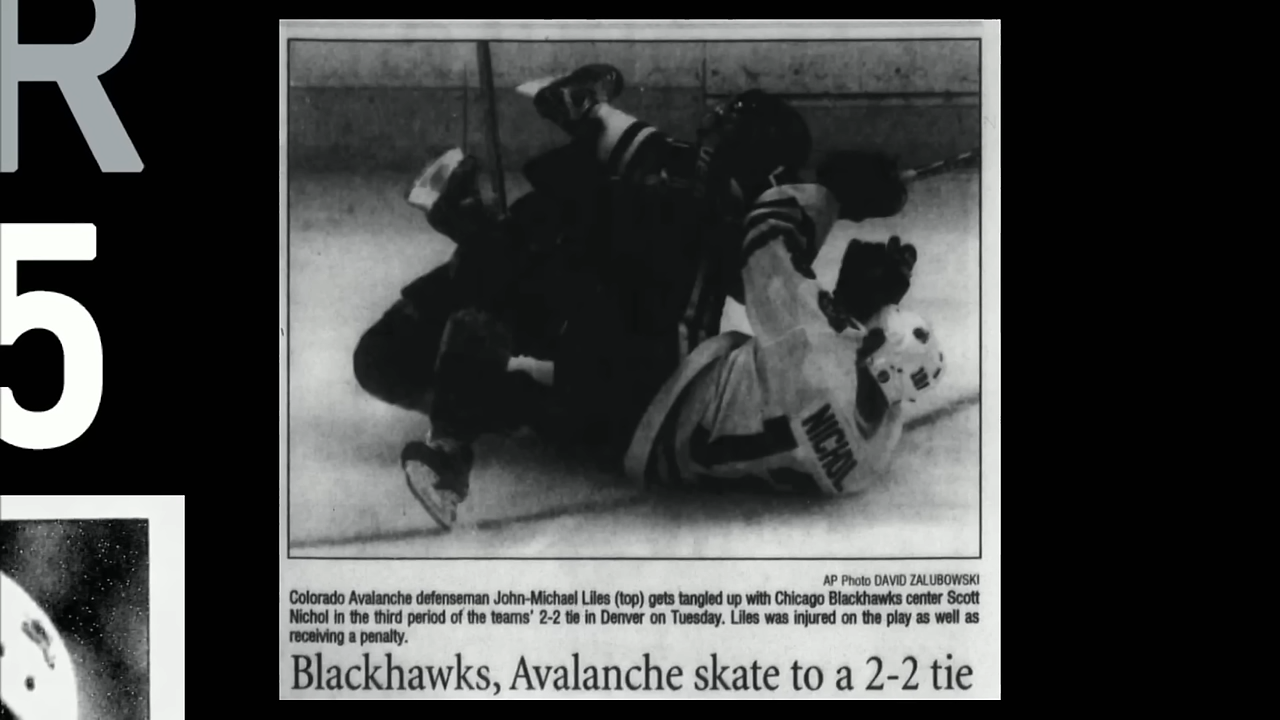 R
5
NICHOL
AP Photo DAVID ZALUBOWSKI
Colorado Avalanche defenseman John-Michael Liles (top) gets tangled up with Chicago Blackhawks center Scott
Nichol in the third period of the teams' 2-2 tie in Denver on Tuesday. Liles was injured on the play as well as
receiving a penalty.
Blackhawks, Avalanche skate to a 2-2 tie